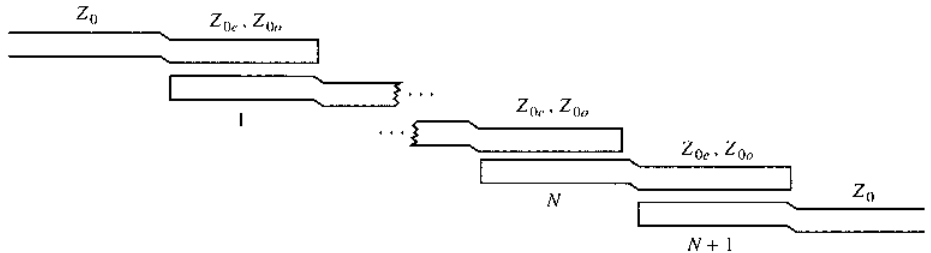 Z₀
Z₀ₑ, Z₀ₒ
1
. . .
. . .
Z₀ₑ, Z₀ₒ
N
Z₀ₑ, Z₀ₒ
N + 1
Z₀